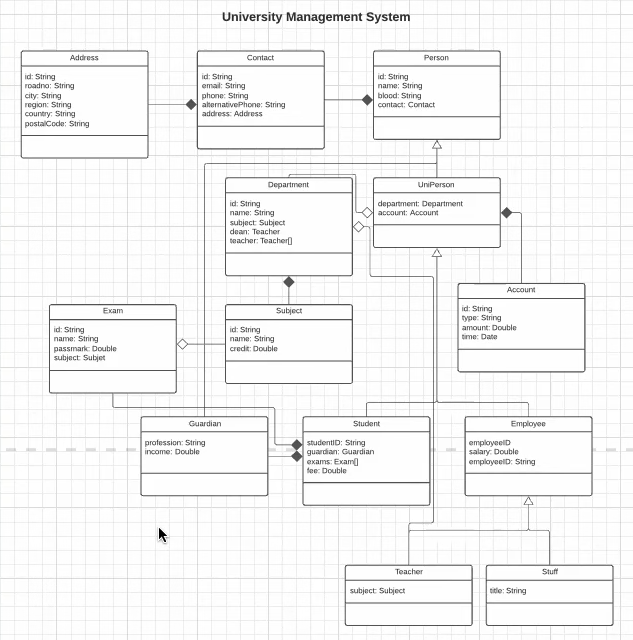 University Management System
Address
id: String
roadno: String
city: String
region: String
country: String
postalCode: String
Contact
id: String
email: String
phone: String
alternativePhone: String
address: Address
Person
id: String
name: String
blood: String
contact: Contact
Department
id: String
name: String
subject: Subject
dean: Teacher
teacher: Teacher[]
UniPerson
department: Department
account: Account
Account
id: String
type: String
amount: Double
time: Date
Exam
id: String
name: String
passmark: Double
subject: Subjet
Subject
id: String
name: String
credit: Double
Guardian
profession: String
income: Double
Student
studentID: String
guardian: Guardian
exams: Exam[]
fee: Double
Employee
employeeID
salary: Double
employeeID: String
Teacher
subject: Subject
Stuff
title: String